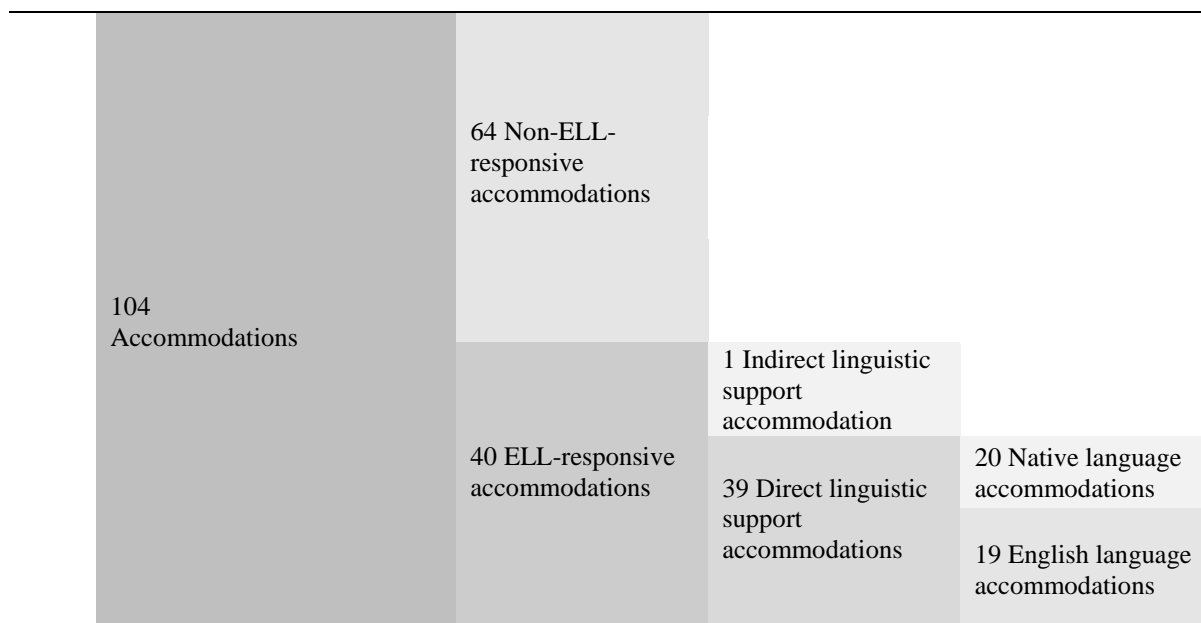 104
Accommodations
64 Non-ELL-
responsive
accommodations
40 ELL-responsive
accommodations
1 Indirect linguistic
support
accommodation
39 Direct linguistic
support
accommodations
20 Native language
accommodations
19 English language
accommodations